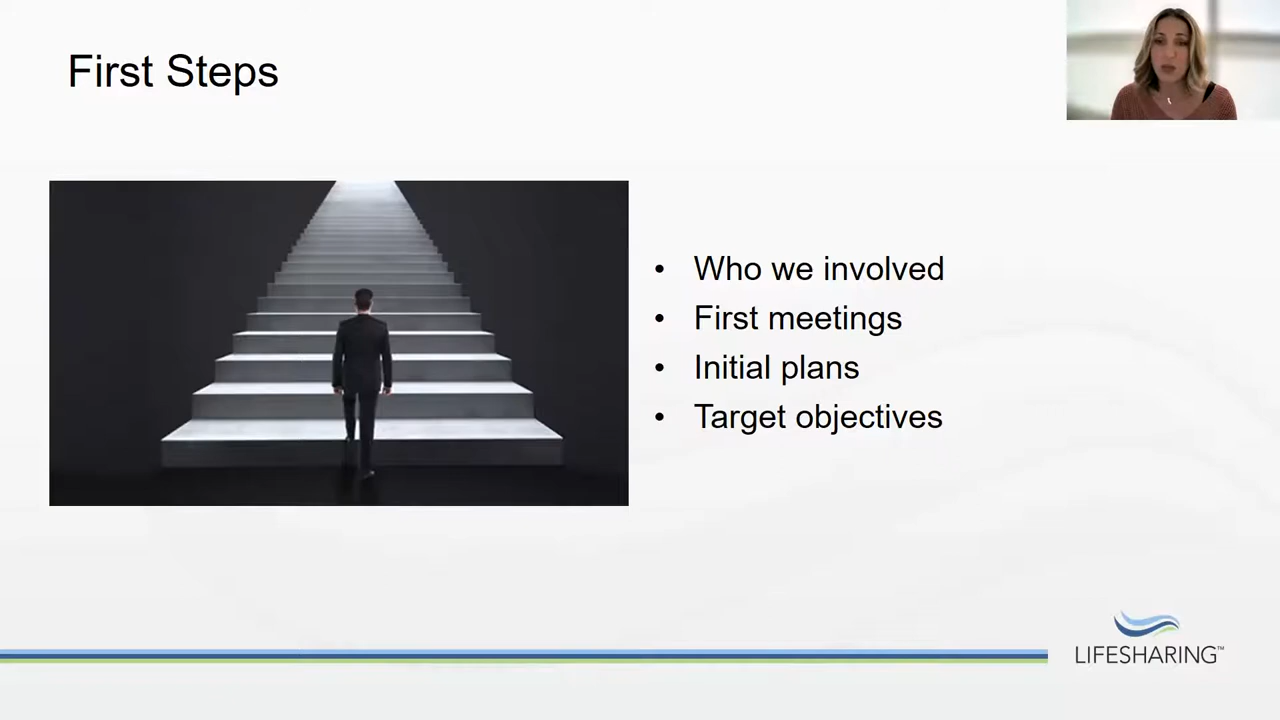 First Steps
• Who we involved
• First meetings
• Initial plans
• Target objectives
LIFESHARING™